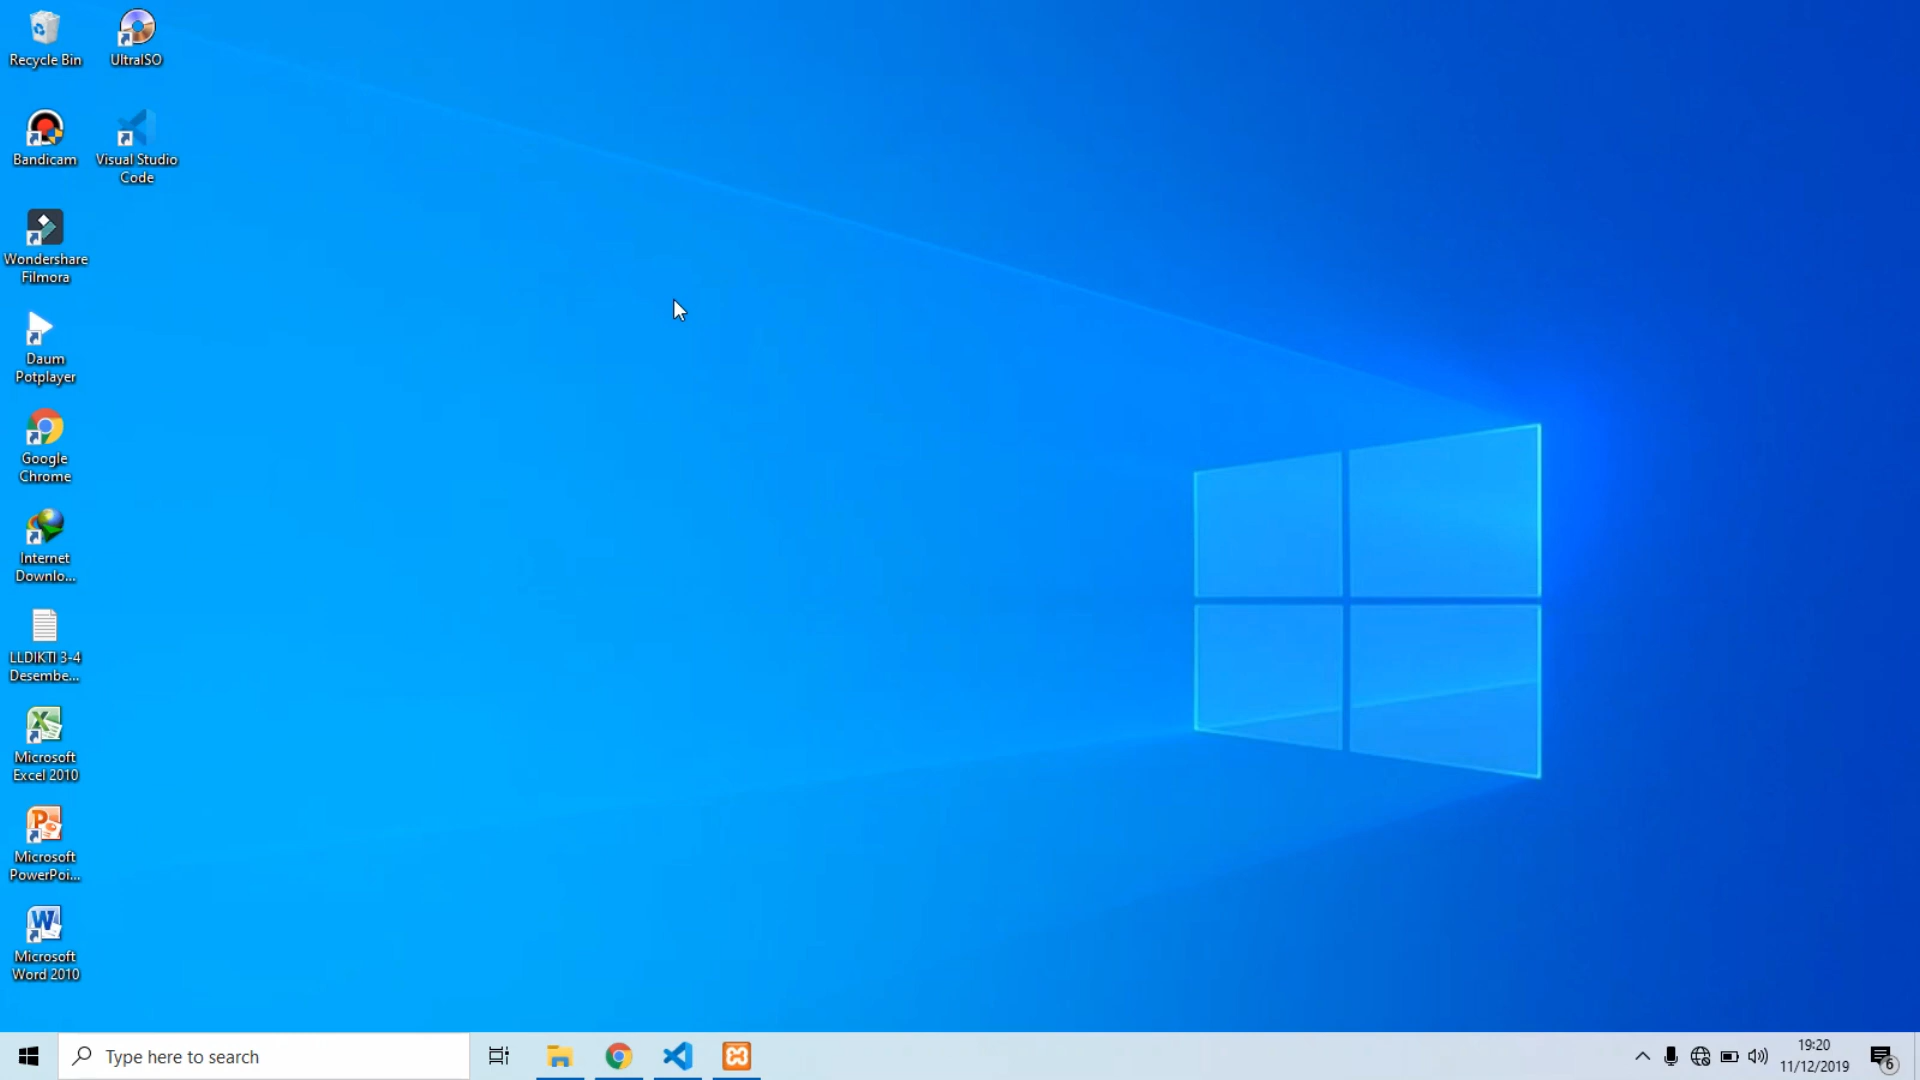 Recycle Bin
UltraISO
Bandicam
Visual Studio
Code
Wondershare
Filmora
Daum
Potplayer
Google
Chrome
Internet
Downlo...
LLDIKTI 3-4
Desembe...
Microsoft
Excel 2010
Microsoft
PowerPoi...
Microsoft
Word 2010
Type here to search
19:20
11/12/2019
6